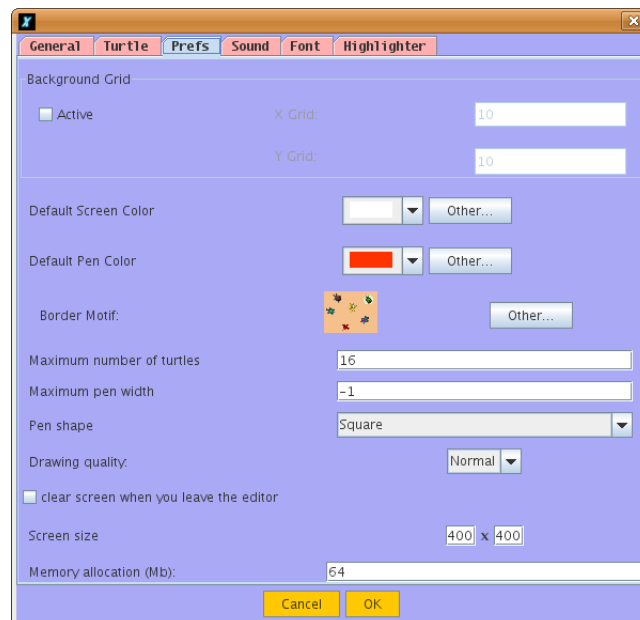 General Turtle Prefs Sound Font Highlighter
Background Grid
Active X Grid: 10
Y Grid: 10
Default Screen Color Other...
Default Pen Color Other...
Border Motif: Other...
Maximum number of turtles 16
Maximum pen width -1
Pen shape Square
Drawing quality: Normal
clear screen when you leave the editor
Screen size 400 x 400
Memory allocation (Mb): 64
Cancel OK